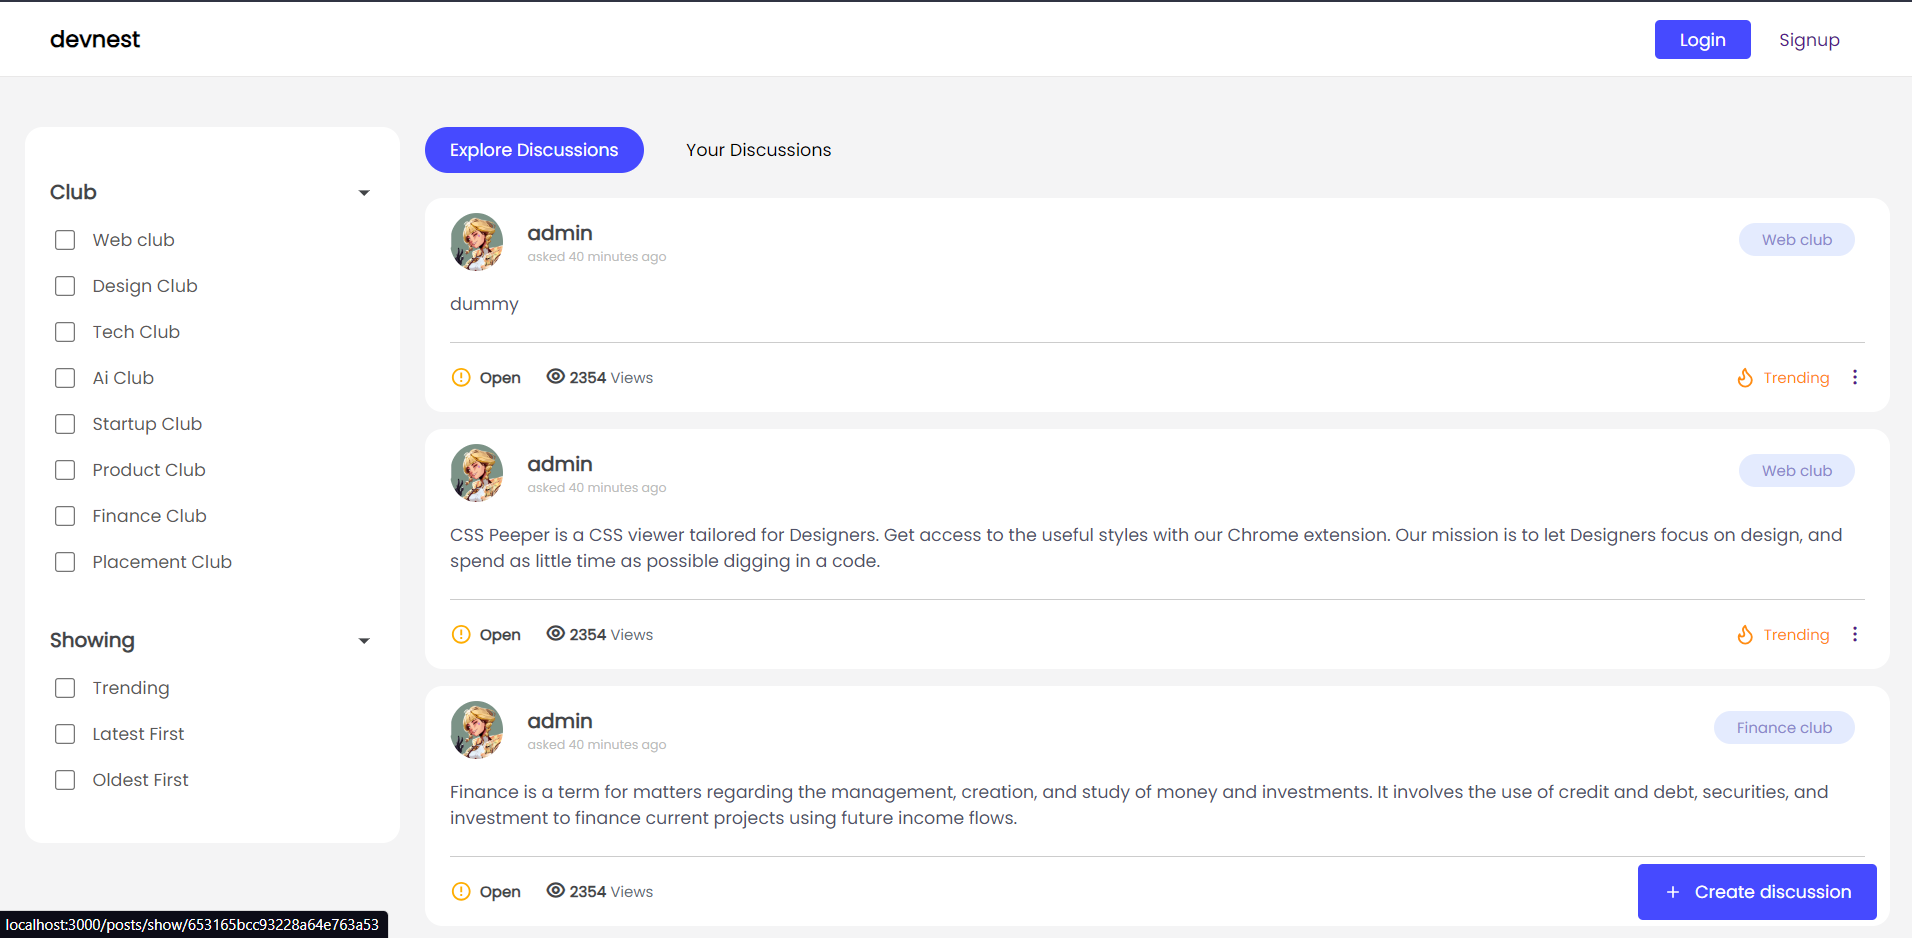 devnest
Login
Signup
Club
Web club
Design Club
Tech Club
Ai Club
Startup Club
Product Club
Finance Club
Placement Club
Showing
Trending
Latest First
Oldest First
Explore Discussions
Your Discussions
admin
asked 40 minutes ago
Web club
dummy
Open
2354 Views
Trending
admin
asked 40 minutes ago
Web club
CSS Peeper is a CSS viewer tailored for Designers. Get access to the useful styles with our Chrome extension. Our mission is to let Designers focus on design, and
spend as little time as possible digging in a code.
Open
2354 Views
Trending
admin
asked 40 minutes ago
Finance club
Finance is a term for matters regarding the management, creation, and study of money and investments. It involves the use of credit and debt, securities, and
investment to finance current projects using future income flows.
Open
2354 Views
+ Create discussion
localhost:3000/posts/show/653165bcc93228a64e763a53